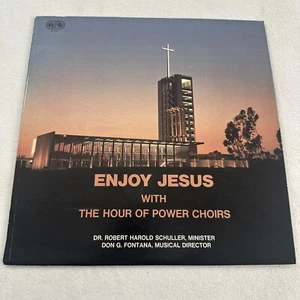 ENJOY JESUS
WITH
THE HOUR OF POWER CHOIRS
DR. ROBERT HAROLD SCHULLER, MINISTER
DON G. FONTANA, MUSICAL DIRECTOR